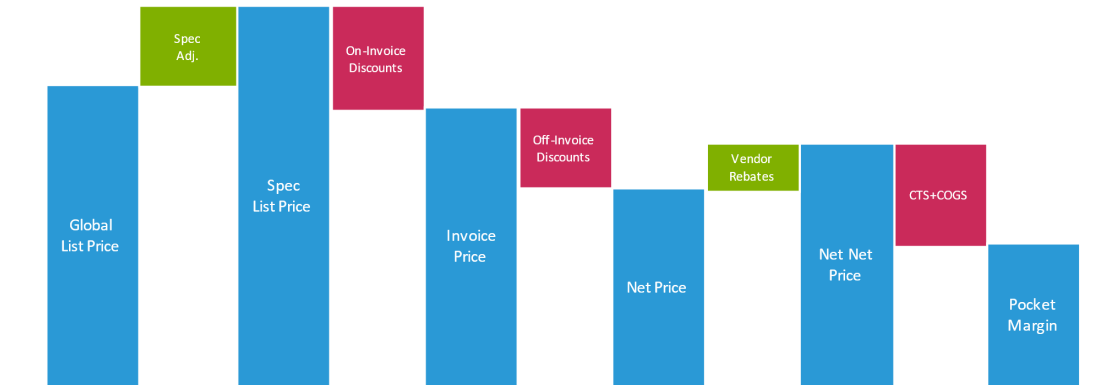 Global
List Price
Spec
Adj.
Spec
List Price
On-Invoice
Discounts
Invoice
Price
Off-Invoice
Discounts
Net Price
Vendor
Rebates
Net Net
Price
CTS+COGS
Pocket
Margin